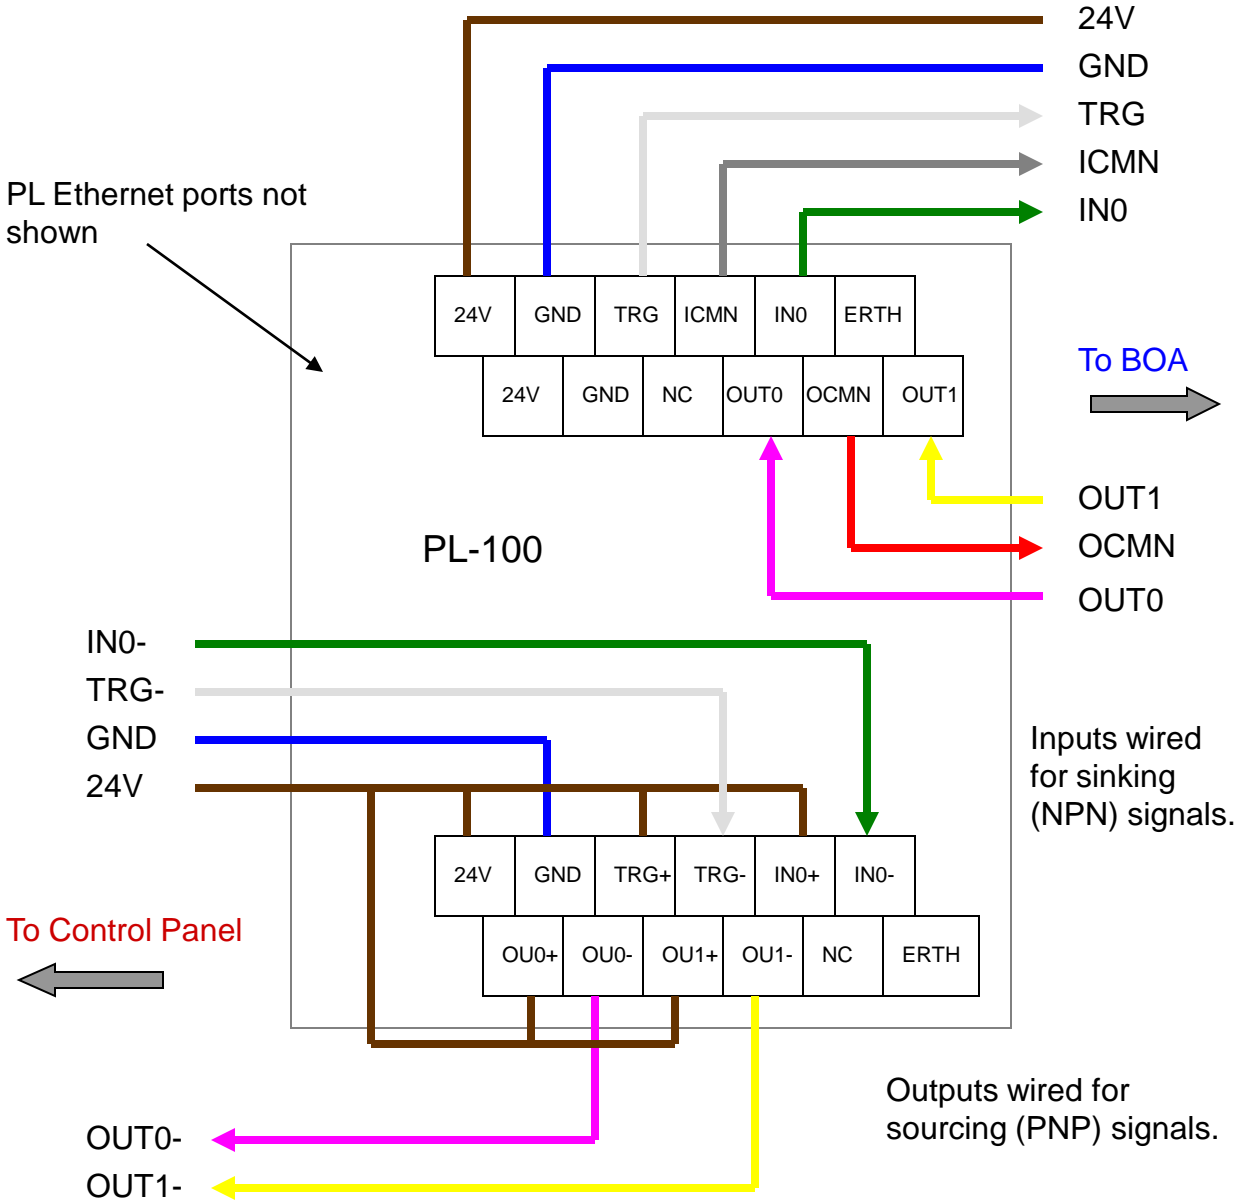 24V
GND
TRG
ICMN
IN0
PL Ethernet ports not
shown
24V GND TRG ICMN IN0 ERTH
24V GND NC OUT0 OCMN OUT1
To BOA
OUT1
OCMN
OUT0
PL-100
IN0-
TRG-
GND
24V
Inputs wired
for sinking
(NPN) signals.
24V GND TRG+ TRG- IN0+ IN0-
OU0+ OU0- OU1+ OU1- NC ERTH
To Control Panel
Outputs wired for
sourcing (PNP) signals.
OUT0-
OUT1-